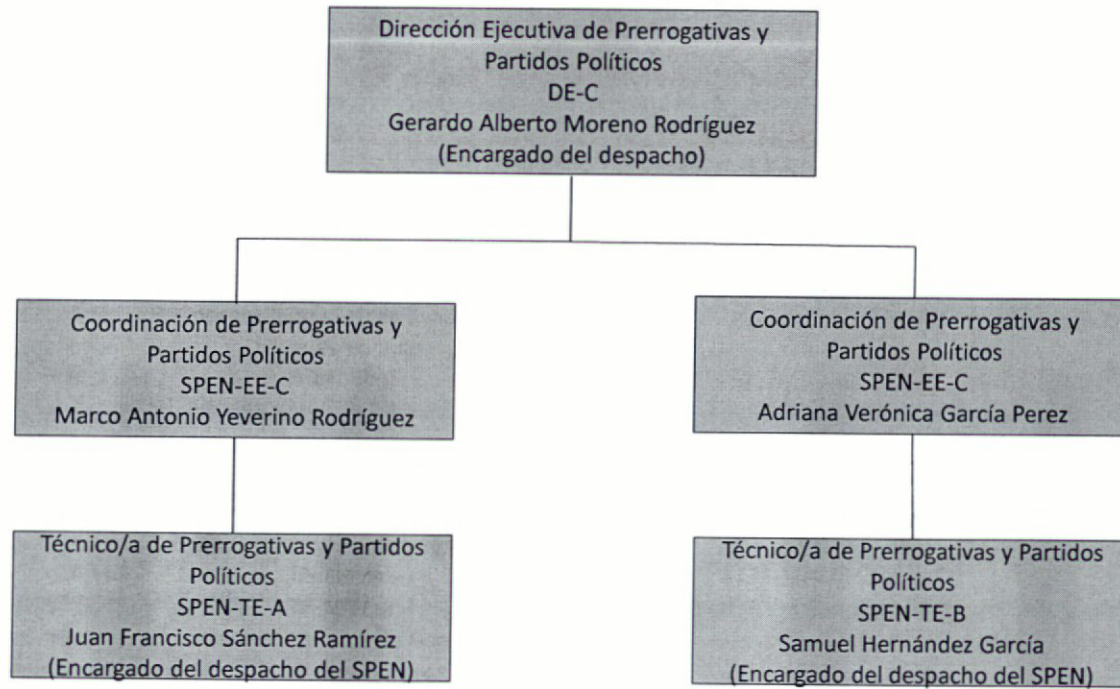 Dirección Ejecutiva de Prerrogativas y
Partidos Políticos
DE-C
Gerardo Alberto Moreno Rodríguez
(Encargado del despacho)
Coordinación de Prerrogativas y
Partidos Políticos
SPEN-EE-C
Marco Antonio Yeverino Rodríguez
Coordinación de Prerrogativas y
Partidos Políticos
SPEN-EE-C
Adriana Verónica García Perez
Técnico/a de Prerrogativas y Partidos
Políticos
SPEN-TE-A
Juan Francisco Sánchez Ramírez
(Encargado del despacho del SPEN)
Técnico/a de Prerrogativas y Partidos
Políticos
SPEN-TE-B
Samuel Hernández García
(Encargado del despacho del SPEN)